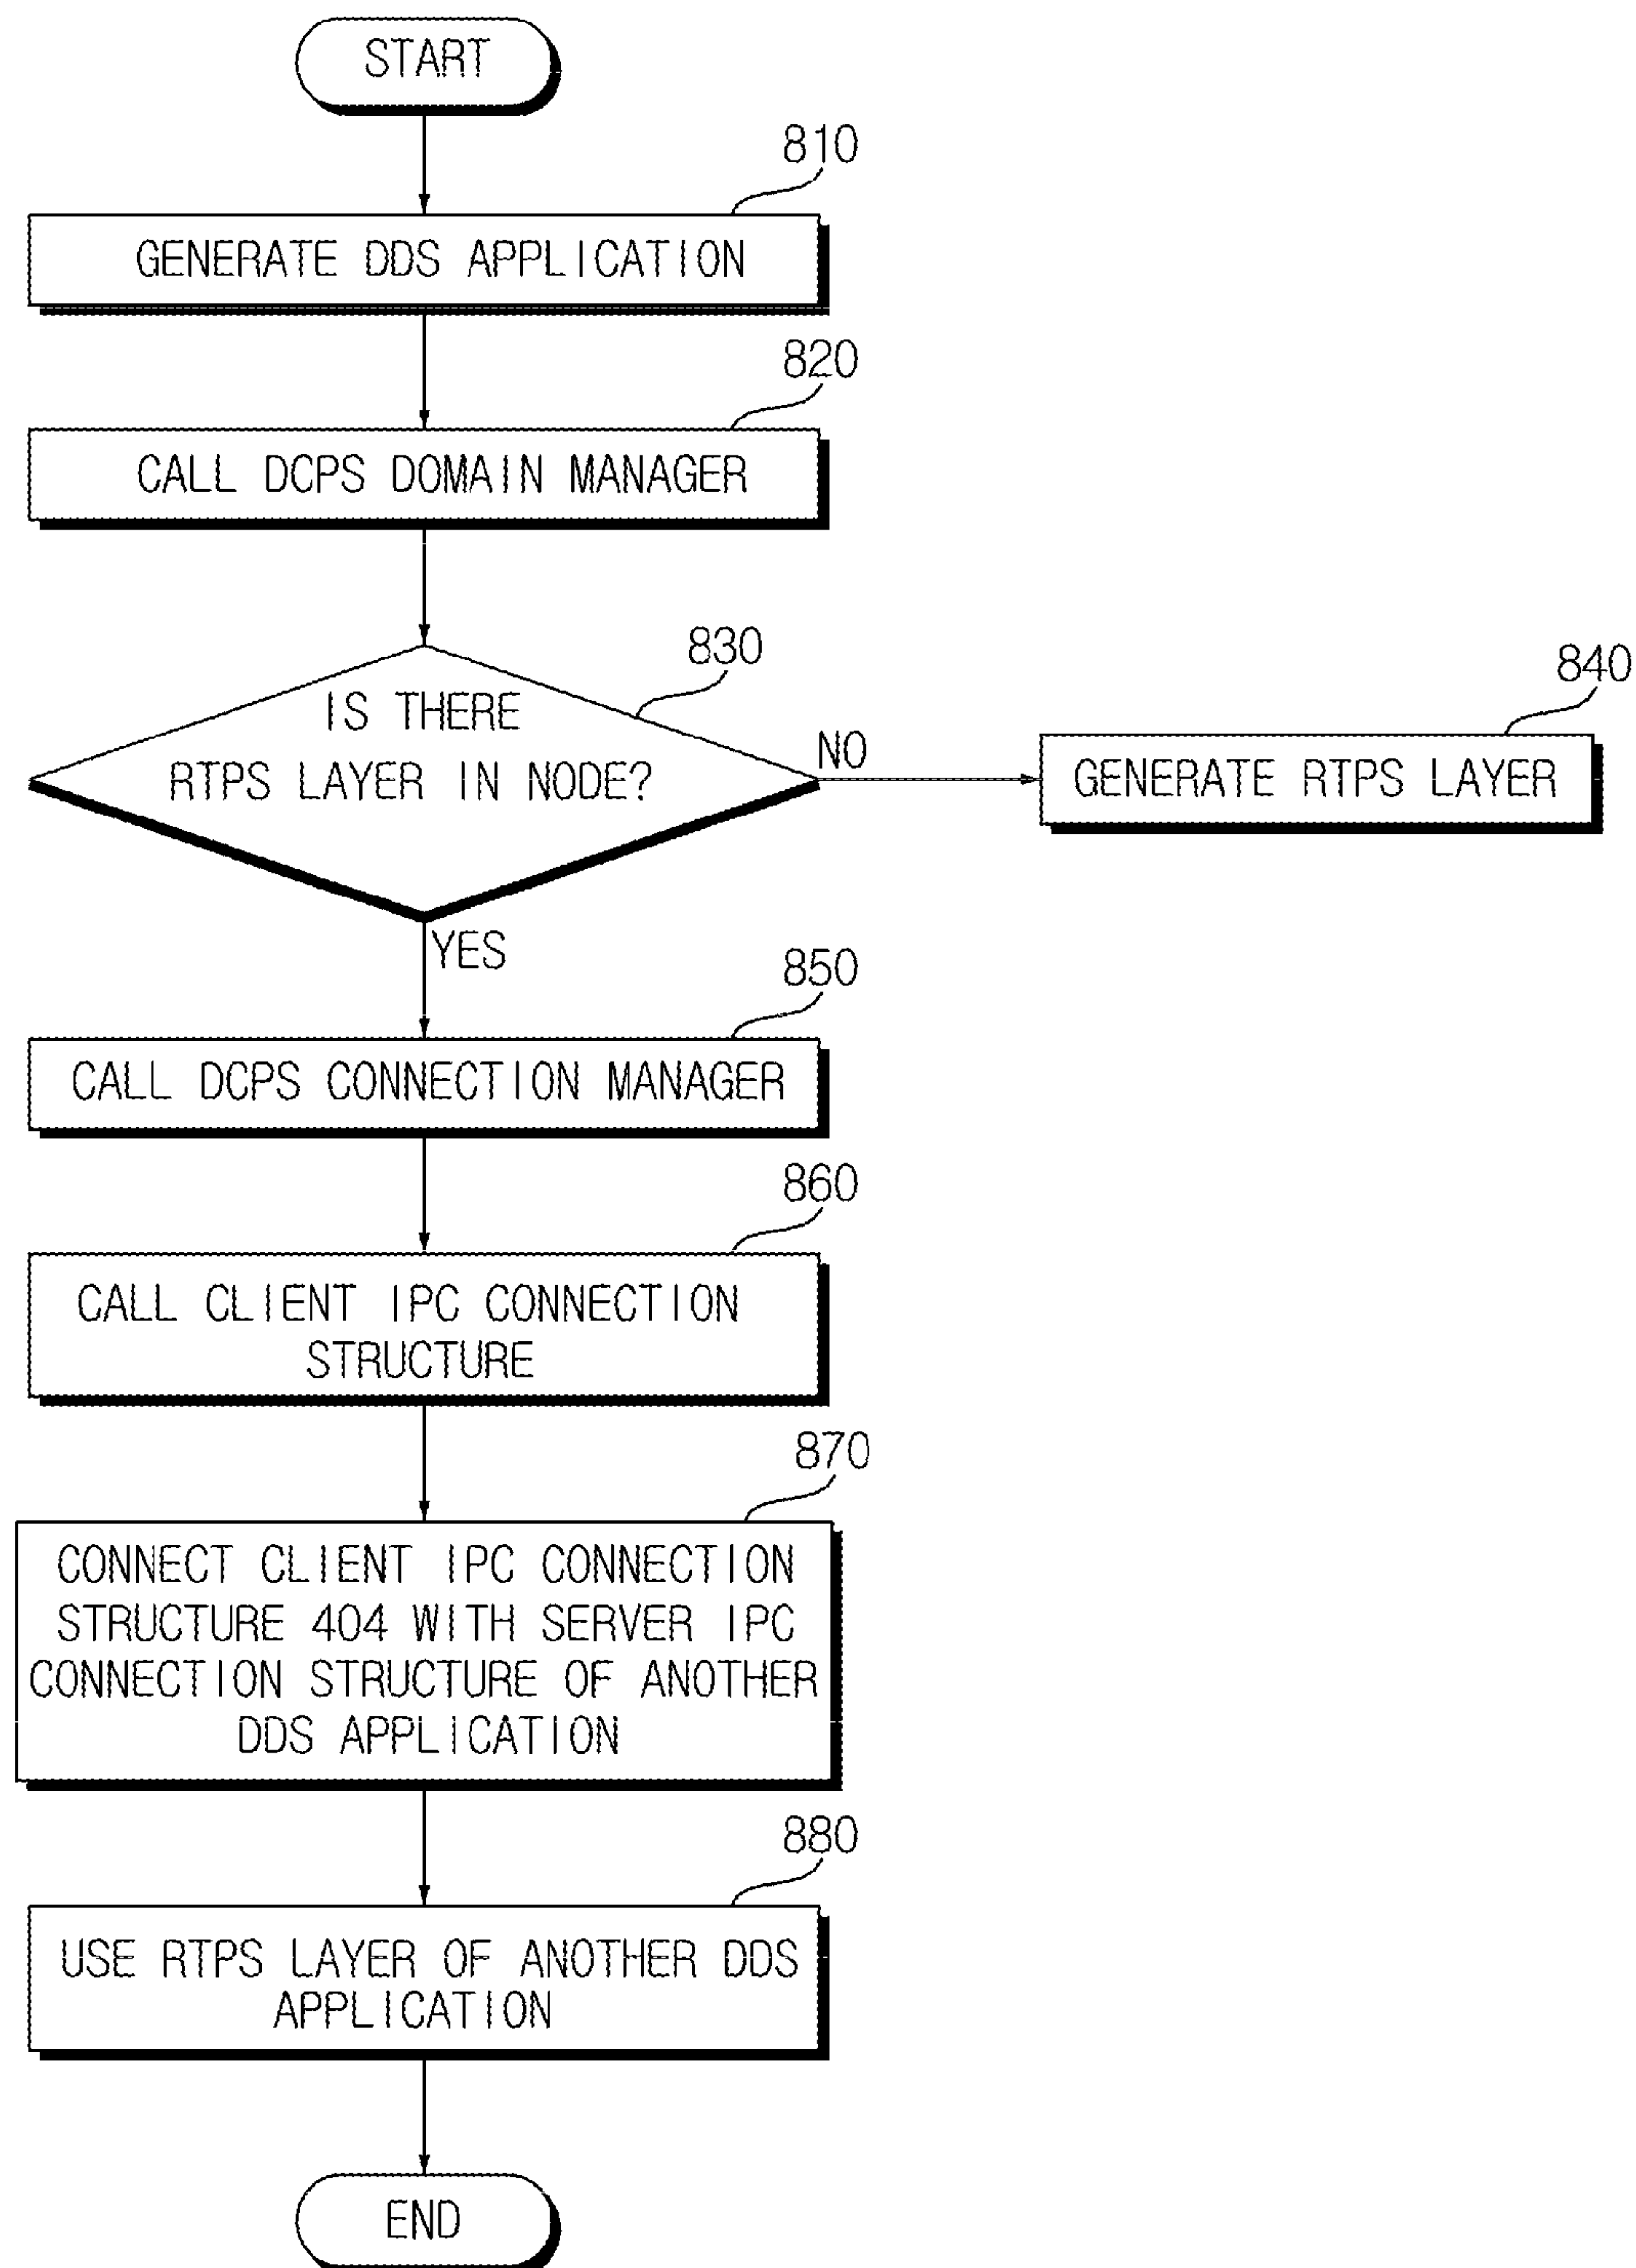 START
810
GENERATE DDS APPLICATION
820
CALL DCPS DOMAIN MANAGER
830
IS THERE
RTPS LAYER IN NODE?
NO
840
GENERATE RTPS LAYER
YES
850
CALL DCPS CONNECTION MANAGER
860
CALL CLIENT IPC CONNECTION
STRUCTURE
870
CONNECT CLIENT IPC CONNECTION
STRUCTURE 404 WITH SERVER IPC
CONNECTION STRUCTURE OF ANOTHER
DDS APPLICATION
880
USE RTPS LAYER OF ANOTHER DDS
APPLICATION
END